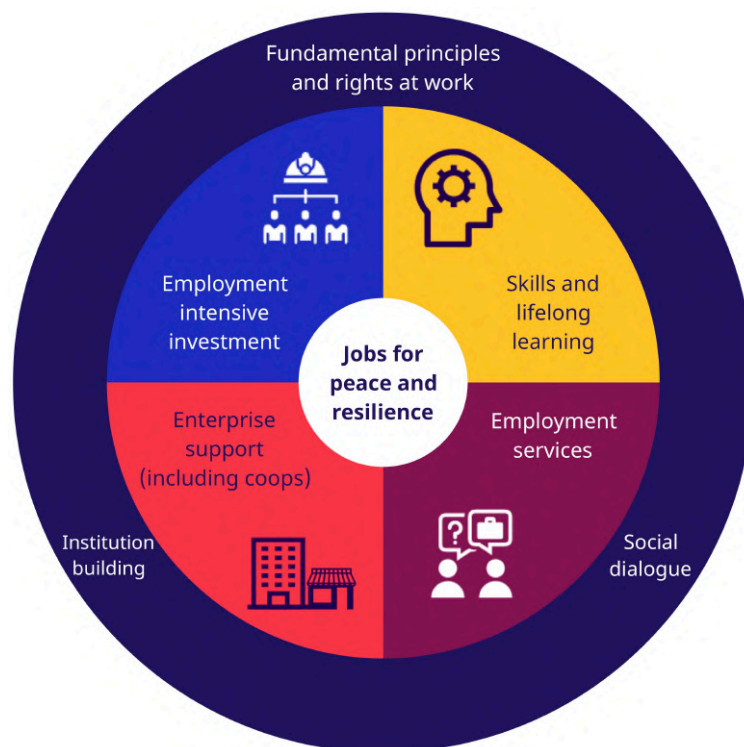 Fundamental principles
and rights at work
Employment
intensive
investment
Skills and
lifelong
learning
Jobs for
peace and
resilience
Enterprise
support
(including coops)
Employment
services
Institution
building
Social
dialogue
?